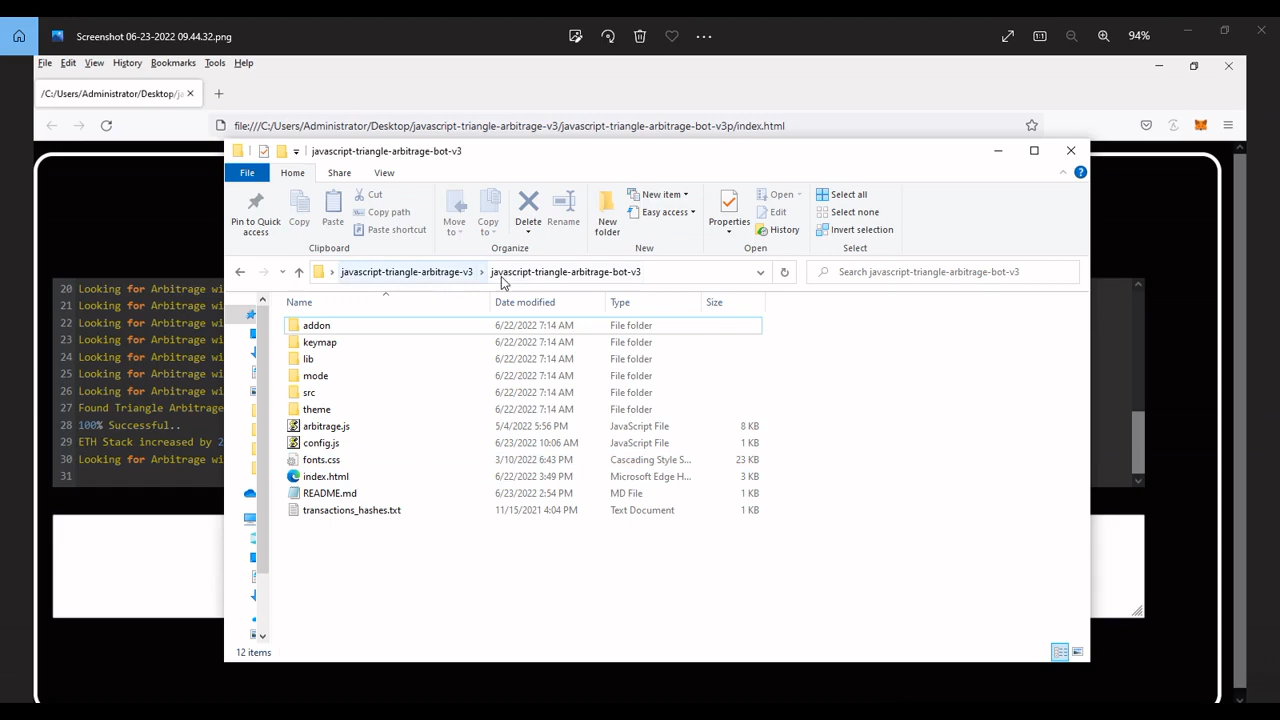 Screenshot 06-23-2022 09.44.32.png
94%
File Edit View History Bookmarks Tools Help
/C:/Users/Administrator/Desktop/ja
file:///C:/Users/Administrator/Desktop/javascript-triangle-arbitrage-v3/javascript-triangle-arbitrage-bot-v3p/index.html
javascript-triangle-arbitrage-bot-v3
File Home Share View
Pin to Quick access
Copy
Paste
Cut
Copy path
Paste shortcut
Clipboard
Move to
Copy to
Delete
Rename
Organize
New folder
New item
Easy access
New
Properties
Open
Edit
History
Open
Select all
Select none
Invert selection
Select
javascript-triangle-arbitrage-v3 › javascript-triangle-arbitrage-bot-v3
Search javascript-triangle-arbitrage-bot-v3
Name Date modified Type Size
addon 6/22/2022 7:14 AM File folder
keymap 6/22/2022 7:14 AM File folder
lib 6/22/2022 7:14 AM File folder
mode 6/22/2022 7:14 AM File folder
src 6/22/2022 7:14 AM File folder
theme 6/22/2022 7:14 AM File folder
arbitrage.js 5/4/2022 5:56 PM JavaScript File 8 KB
config.js 6/23/2022 10:06 AM JavaScript File 1 KB
fonts.css 3/10/2022 6:43 PM Cascading Style S... 23 KB
index.html 6/22/2022 3:49 PM Microsoft Edge H... 3 KB
README.md 6/23/2022 2:54 PM MD File 1 KB
transactions_hashes.txt 11/15/2021 4:04 PM Text Document 1 KB
12 items
20 Looking for Arbitrage wi
21 Looking for Arbitrage wi
22 Looking for Arbitrage wi
23 Looking for Arbitrage wi
24 Looking for Arbitrage wi
25 Looking for Arbitrage wi
26 Looking for Arbitrage wi
27 Found Triangle Arbitrage
28 100% Successful..
29 ETH Stack increased by 2
30 Looking for Arbitrage wi
31